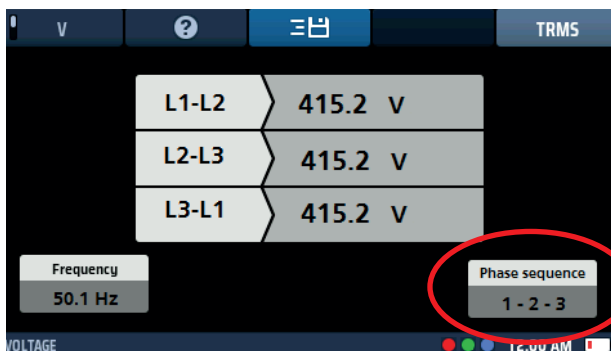 V ? TRMS
L1-L2 415.2 V
L2-L3 415.2 V
L3-L1 415.2 V
Frequency
50.1 Hz
Phase sequence
1 - 2 - 3
VOLTAGE 12:00 AM